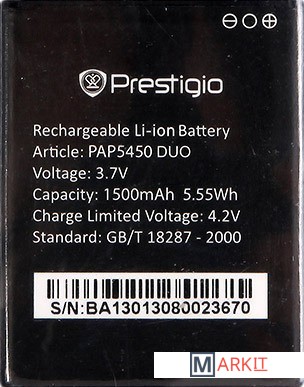 Prestigio
Rechargeable Li-ion Battery
Article: PAP5450 DUO
Voltage: 3.7V
Capacity: 1500mAh 5.55Wh
Charge Limited Voltage: 4.2V
Standard: GB/T 18287 - 2000
S/N:BA13013080023670
MARKIT